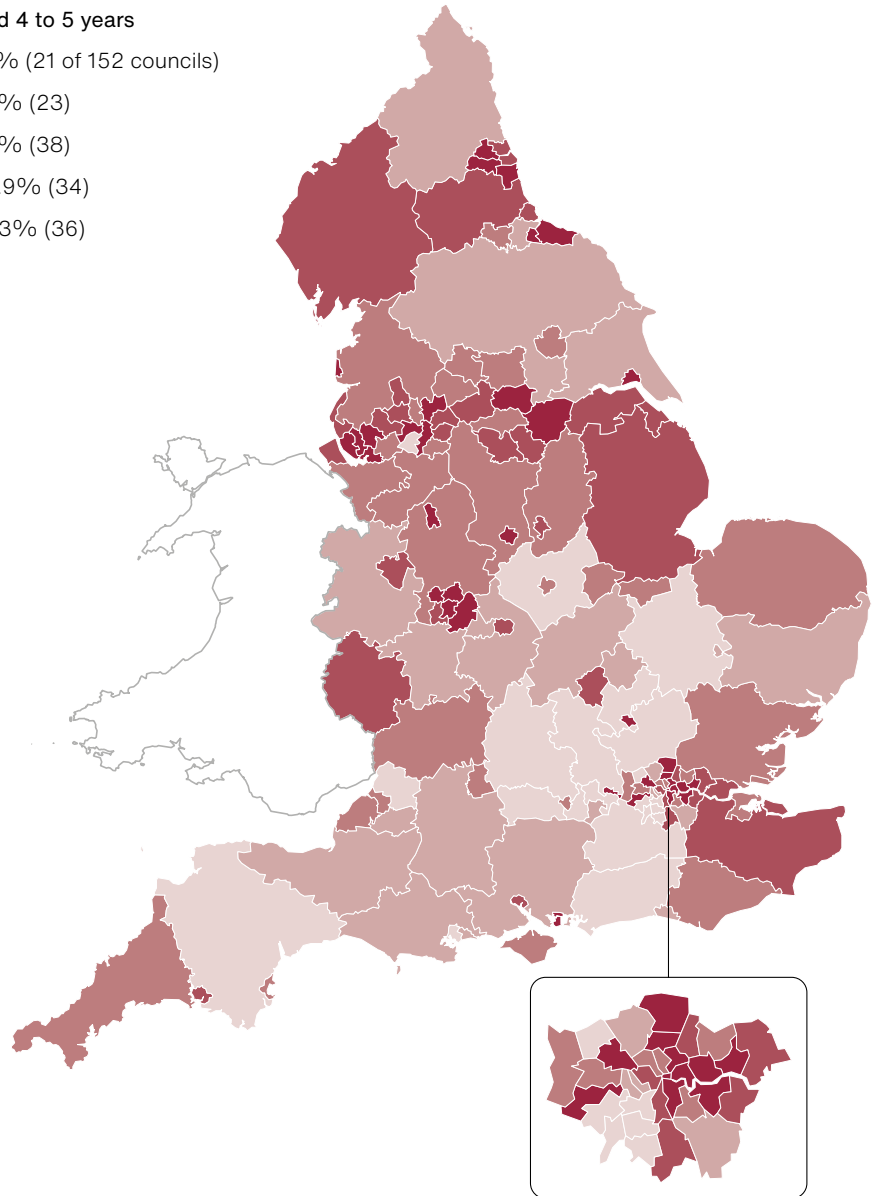 d 4 to 5 years
% (21 of 152 councils)
% (23)
% (38)
.9% (34)
3% (36)